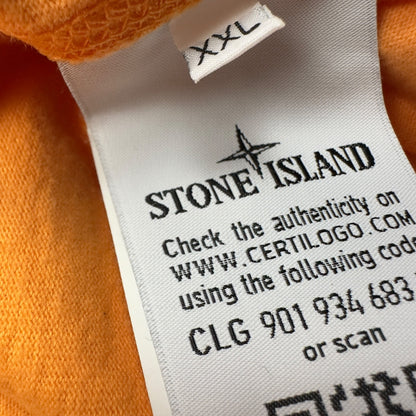 XXL
STONE ISLAND
Check the authenticity on
WWW.CERTILOGO.COM
using the following code
CLG 901 934 683
or scan